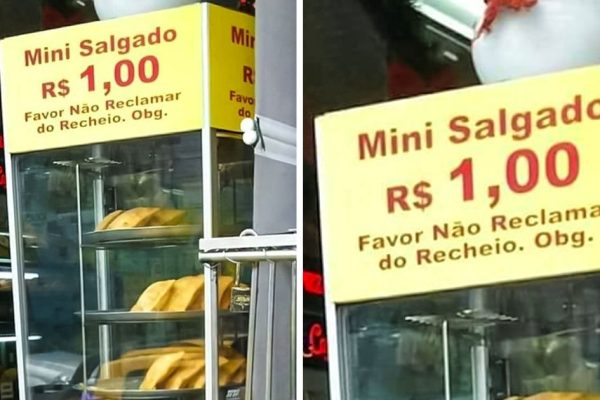 Mini Salgado
R$ 1,00
Favor Não Reclamar
do Recheio. Obg.
Mini Salgado
R$ 1,00
Favor Não Reclama
do Recheio. Obg.